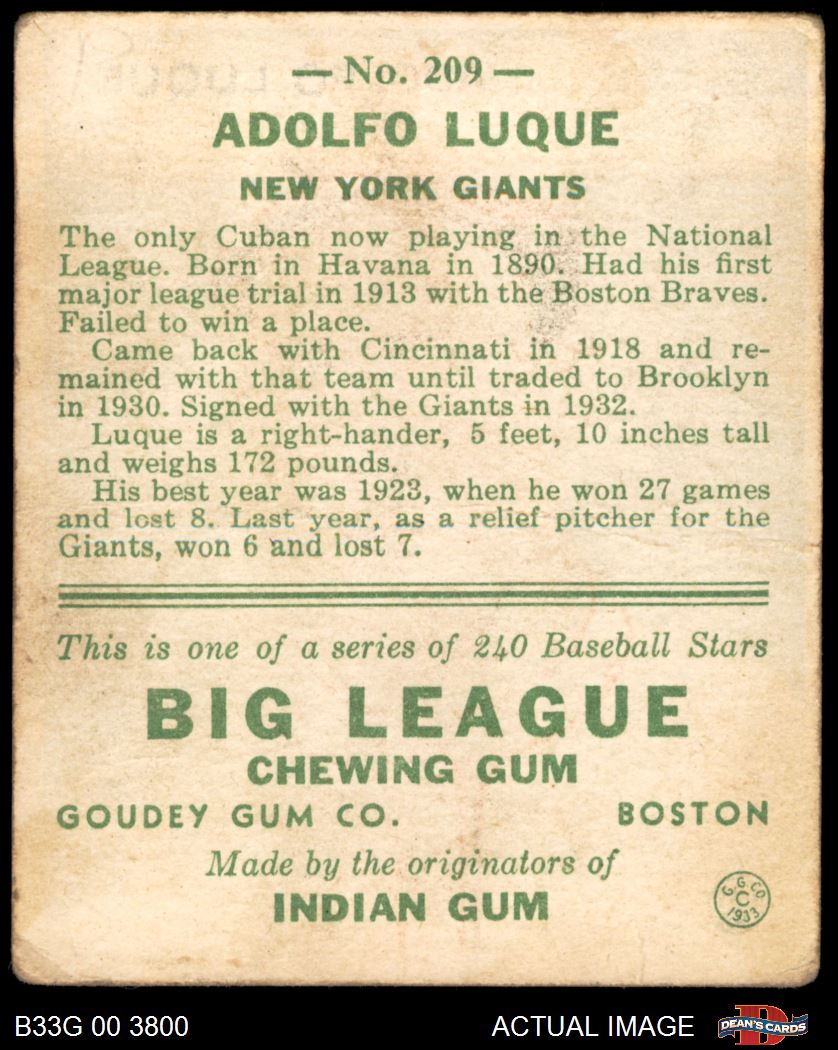 — No. 209 —
ADOLFO LUQUE
NEW YORK GIANTS
The only Cuban now playing in the National
League. Born in Havana in 1890. Had his first
major league trial in 1913 with the Boston Braves.
Failed to win a place.
Came back with Cincinnati in 1918 and re-
mained with that team until traded to Brooklyn
in 1930. Signed with the Giants in 1932.
Luque is a right-hander, 5 feet, 10 inches tall
and weighs 172 pounds.
His best year was 1923, when he won 27 games
and lost 8. Last year, as a relief pitcher for the
Giants, won 6 and lost 7.
This is one of a series of 240 Baseball Stars
BIG LEAGUE
CHEWING GUM
GOUDEY GUM CO. BOSTON
Made by the originators of
INDIAN GUM
G. G. CO
C
1933
B33G 00 3800 ACTUAL IMAGE D DEAN'S CARDS